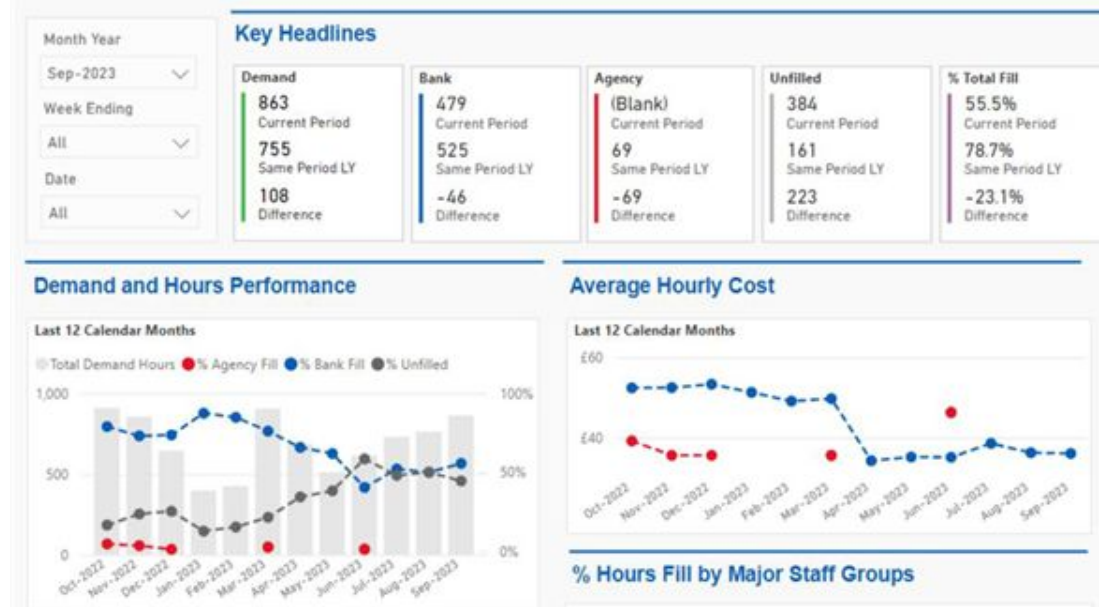 Month Year
Sep-2023
Week Ending
All
Date
All
Key Headlines
Demand
863
Current Period
755
Same Period LY
108
Difference
Bank
479
Current Period
525
Same Period LY
-46
Difference
Agency
(Blank)
Current Period
69
Same Period LY
-69
Difference
Unfilled
384
Current Period
161
Same Period LY
223
Difference
% Total Fill
55.5%
Current Period
78.7%
Same Period LY
-23.1%
Difference
Demand and Hours Performance
Last 12 Calendar Months
Total Demand Hours % Agency Fill % Bank Fill % Unfilled
1,000
500
0
100%
50%
0%
Oct-2022
Nov-2022
Dec-2022
Jan-2023
Feb-2023
Mar-2023
Apr-2023
May-2023
Jun-2023
Jul-2023
Aug-2023
Sep-2023
Average Hourly Cost
Last 12 Calendar Months
£60
£40
Oct-2022
Nov-2022
Dec-2022
Jan-2023
Feb-2023
Mar-2023
Apr-2023
May-2023
Jun-2023
Jul-2023
Aug-2023
Sep-2023
% Hours Fill by Major Staff Groups